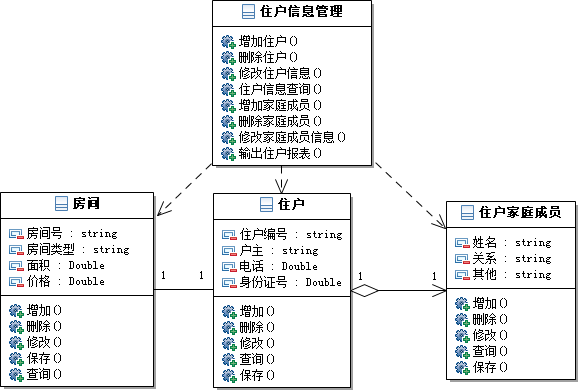 住户信息管理
增加住户()
删除住户()
修改住户信息()
住户信息查询()
增加家庭成员()
删除家庭成员()
修改家庭成员信息()
输出住户报表()
房间
房间号 : string
房间类型 : string
面积 : Double
价格 : Double
增加()
删除()
修改()
保存()
查询()
1
1
住户
住户编号 : string
户主 : string
电话 : Double
身份证号 : Double
增加()
删除()
修改()
查询()
保存()
1
1
住户家庭成员
姓名 : string
关系 : string
其他 : string
增加()
删除()
修改()
查询()
保存()